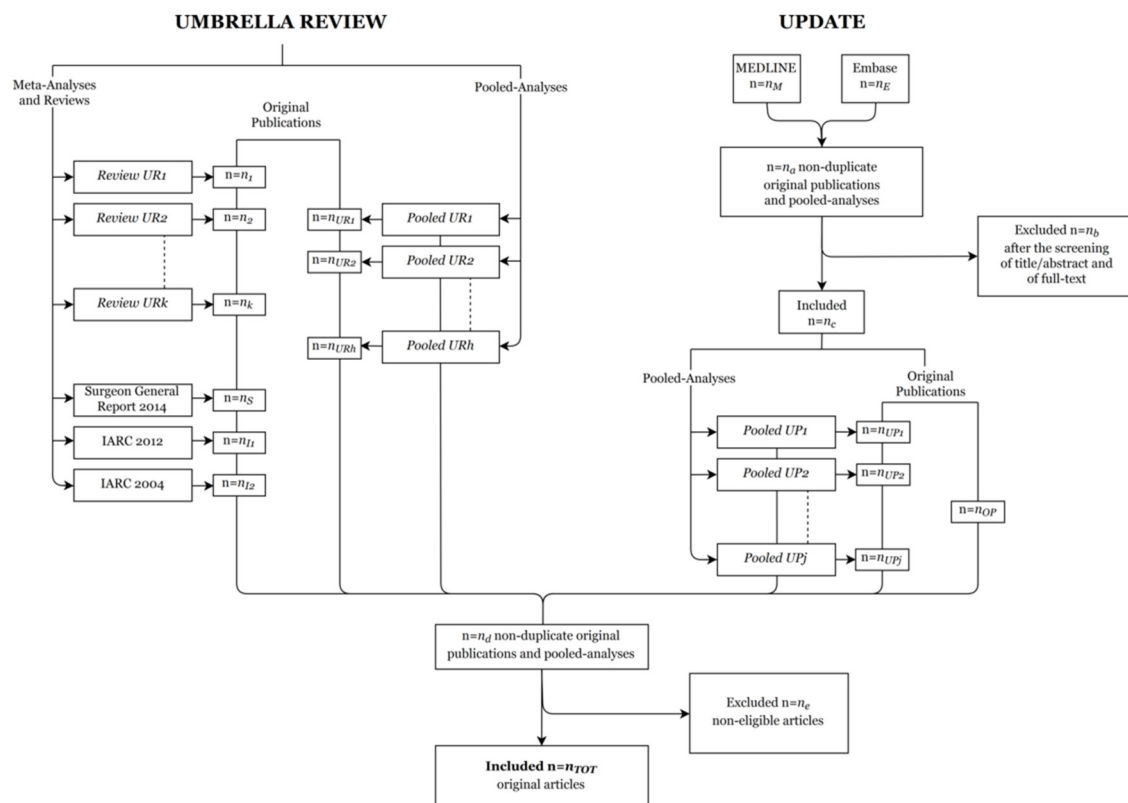 UMBRELLA REVIEW
Meta-Analyses
and Reviews
Pooled-Analyses
Original
Publications
Review UR1
n=n1
Review UR2
n=n2
Review URk
n=nk
Surgeon General
Report 2014
n=nS
IARC 2012
n=nI1
IARC 2004
n=nI2
n=nUR1
Pooled UR1
n=nUR2
Pooled UR2
n=nURh
Pooled URh
UPDATE
MEDLINE
n=nM
Embase
n=nE
n=na non-duplicate
original publications
and pooled-analyses
Excluded n=nb
after the screening
of title/abstract and
of full-text
Included
n=nc
Pooled-Analyses
Original
Publications
Pooled UP1
n=nUP1
Pooled UP2
n=nUP2
Pooled UPj
n=nUPj
n=nOP
n=nd non-duplicate original
publications and pooled-analyses
Excluded n=ne
non-eligible articles
Included n=nTOT
original articles